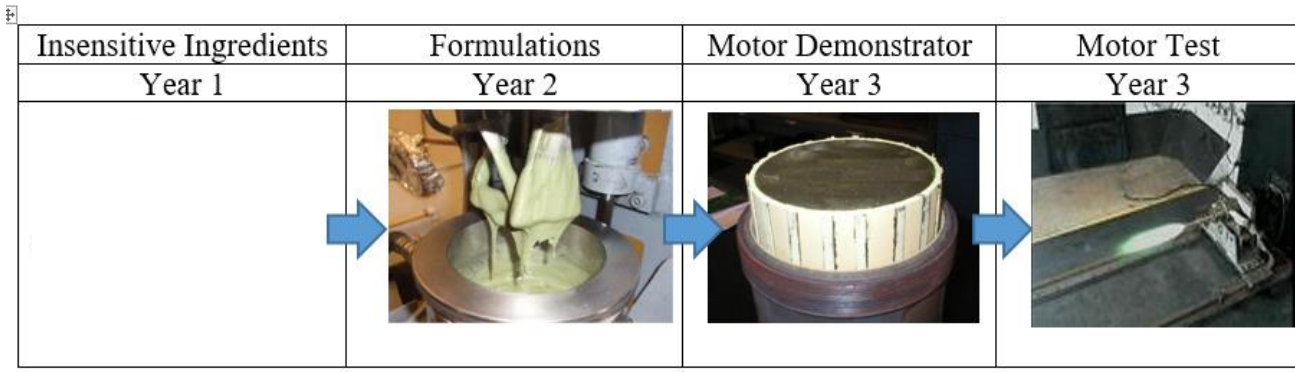 Insensitive Ingredients Formulations Motor Demonstrator Motor Test
Year 1 Year 2 Year 3 Year 3